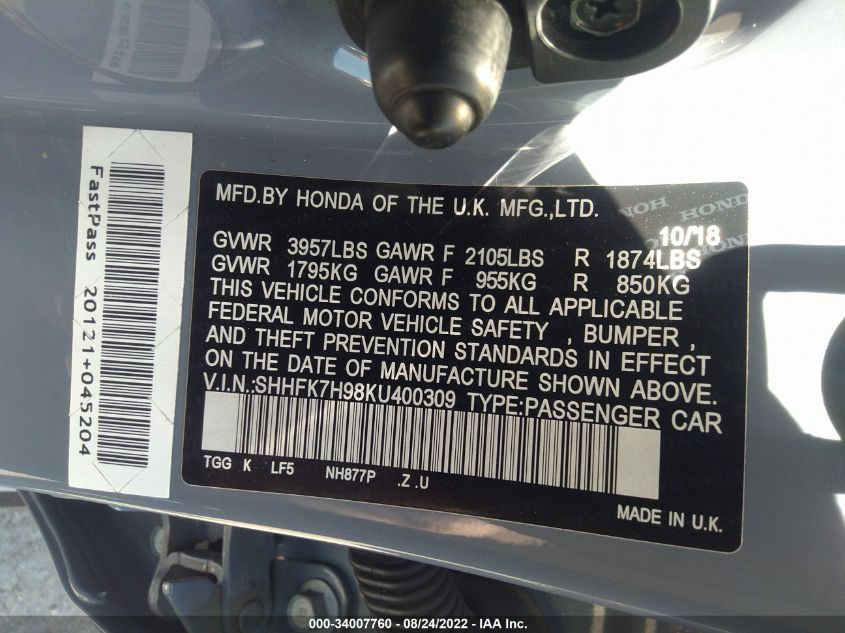 FastPass 20121+045204
MFD.BY HONDA OF THE U.K. MFG.,LTD.
10/18
GVWR 3957LBS GAWR F 2105LBS R 1874LBS
GVWR 1795KG GAWR F 955KG R 850KG
THIS VEHICLE CONFORMS TO ALL APPLICABLE
FEDERAL MOTOR VEHICLE SAFETY , BUMPER ,
AND THEFT PREVENTION STANDARDS IN EFFECT
ON THE DATE OF MANUFACTURE SHOWN ABOVE.
V.I.N.:SHHFK7H98KU400309 TYPE:PASSENGER CAR
TGG K LF5 NH877P .Z .U
MADE IN U.K.
000-34007760 - 08/24/2022 - IAA Inc.